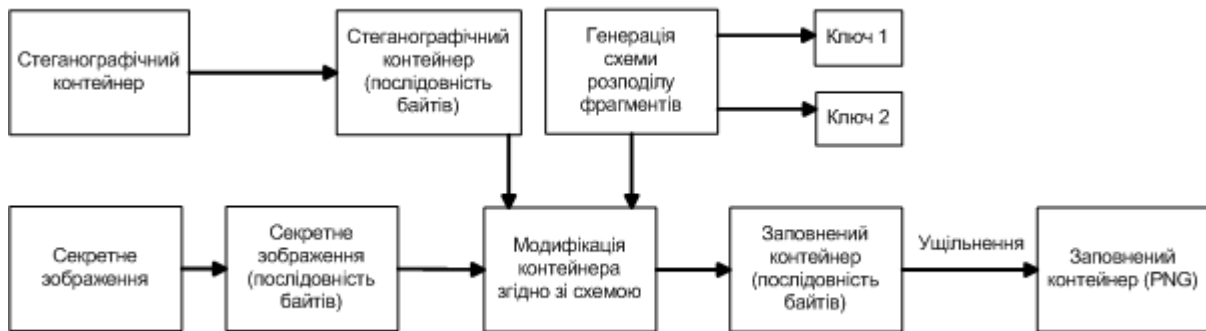 Стеганографічний
контейнер
Стеганографічний
контейнер
(послідовність
байтів)
Генерація
схеми
розподілу
фрагментів
Ключ 1
Ключ 2
Секретне
зображення
Секретне
зображення
(послідовність
байтів)
Модифікація
контейнера
згідно зі схемою
Заповнений
контейнер
(послідовність
байтів)
Ущільнення
Заповнений
контейнер (PNG)